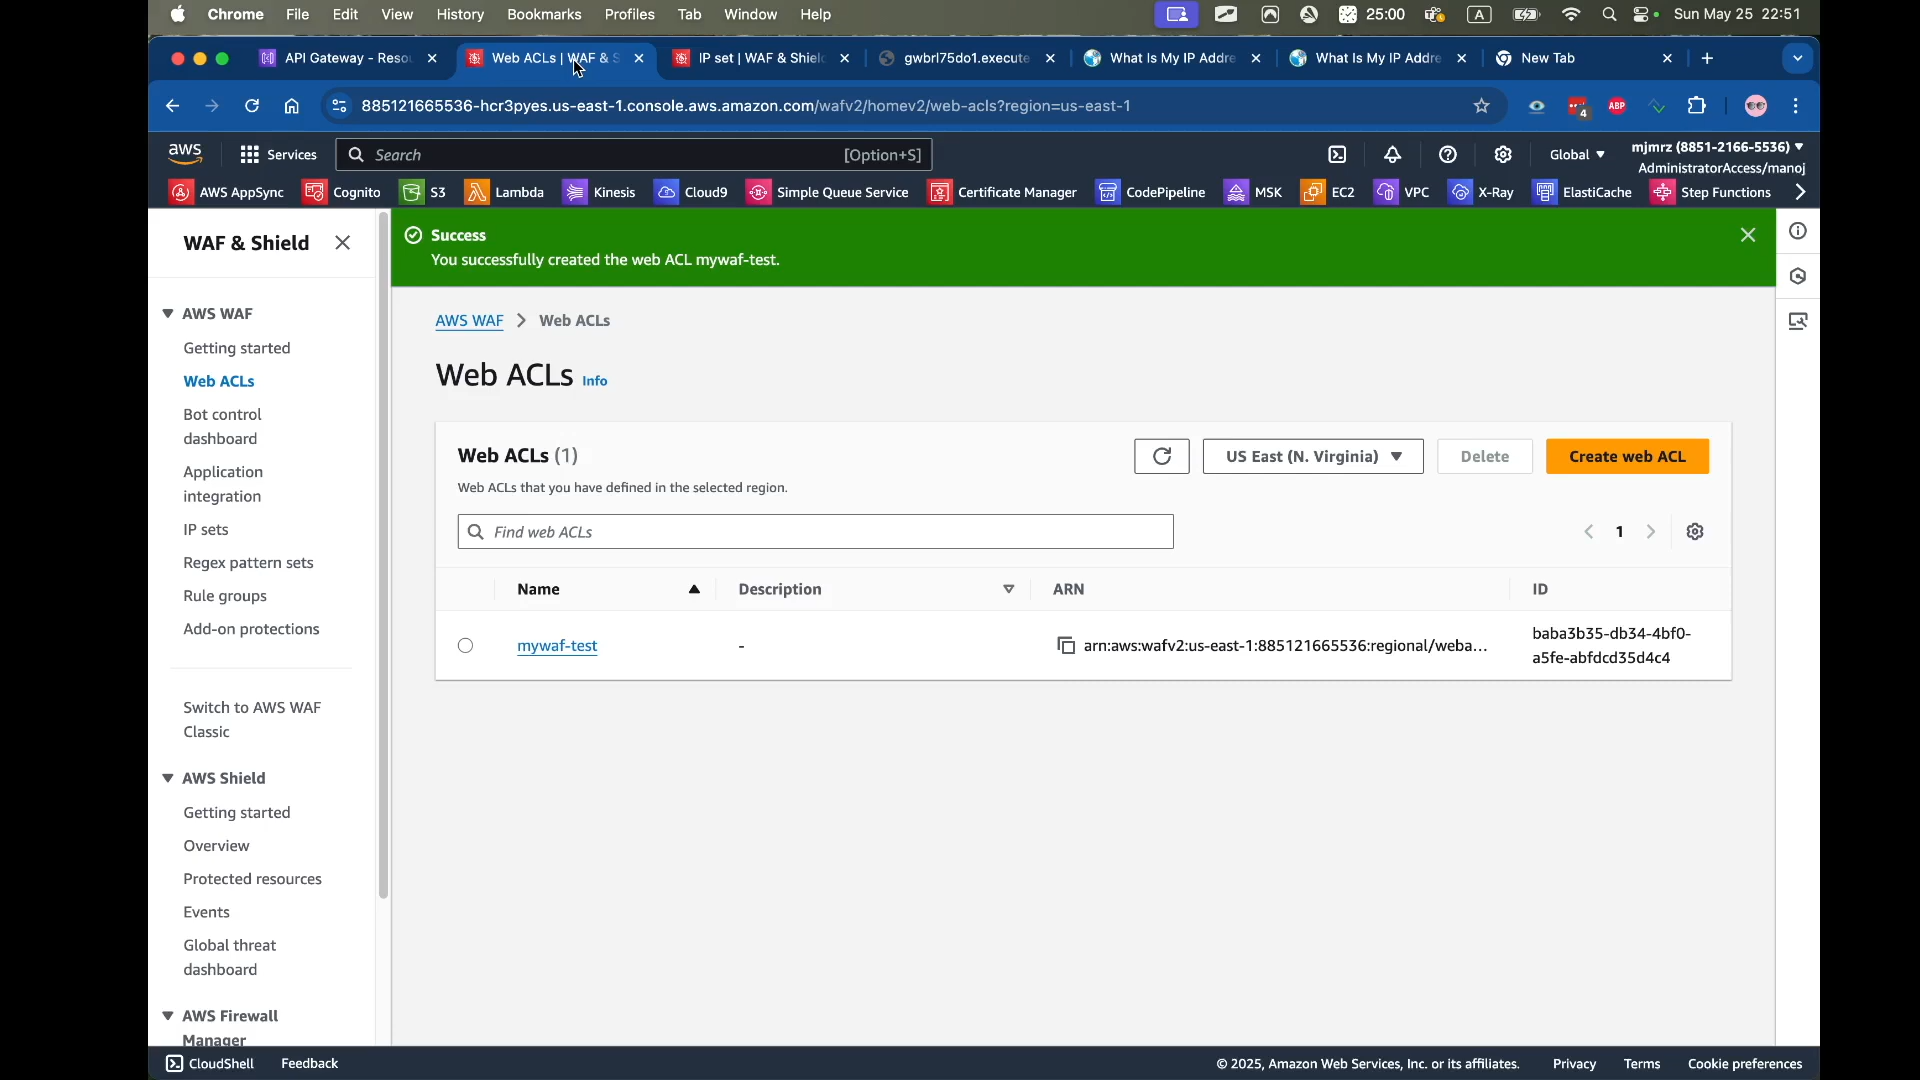 Chrome File Edit View History Bookmarks Profiles Tab Window Help 25:00 A Sun May 25 22:51
API Gateway - Resou Web ACLs | WAF & S IP set | WAF & Shield gwbrl75do1.execute What Is My IP Addre What Is My IP Addre New Tab
885121665536-hcr3pyes.us-east-1.console.aws.amazon.com/wafv2/homev2/web-acls?region=us-east-1 4 ABP
aws Services Search [Option+S] Global mjmrz (8851-2166-5536)
AdministratorAccess/manoj
AWS AppSync Cognito S3 Lambda Kinesis Cloud9 Simple Queue Service Certificate Manager CodePipeline MSK EC2 VPC X-Ray ElastiCache Step Functions
WAF & Shield
AWS WAF
Getting started
Web ACLs
Bot control
dashboard
Application
integration
IP sets
Regex pattern sets
Rule groups
Add-on protections
Switch to AWS WAF
Classic
AWS Shield
Getting started
Overview
Protected resources
Events
Global threat
dashboard
AWS Firewall
Manager
Success
You successfully created the web ACL mywaf-test.
AWS WAF > Web ACLs
Web ACLs Info
Web ACLs (1)
Web ACLs that you have defined in the selected region.
US East (N. Virginia) Delete Create web ACL
Find web ACLs
1
Name Description ARN ID
mywaf-test - arn:aws:wafv2:us-east-1:885121665536:regional/weba... baba3b35-db34-4bf0-
a5fe-abfdcd35d4c4
CloudShell Feedback © 2025, Amazon Web Services, Inc. or its affiliates. Privacy Terms Cookie preferences